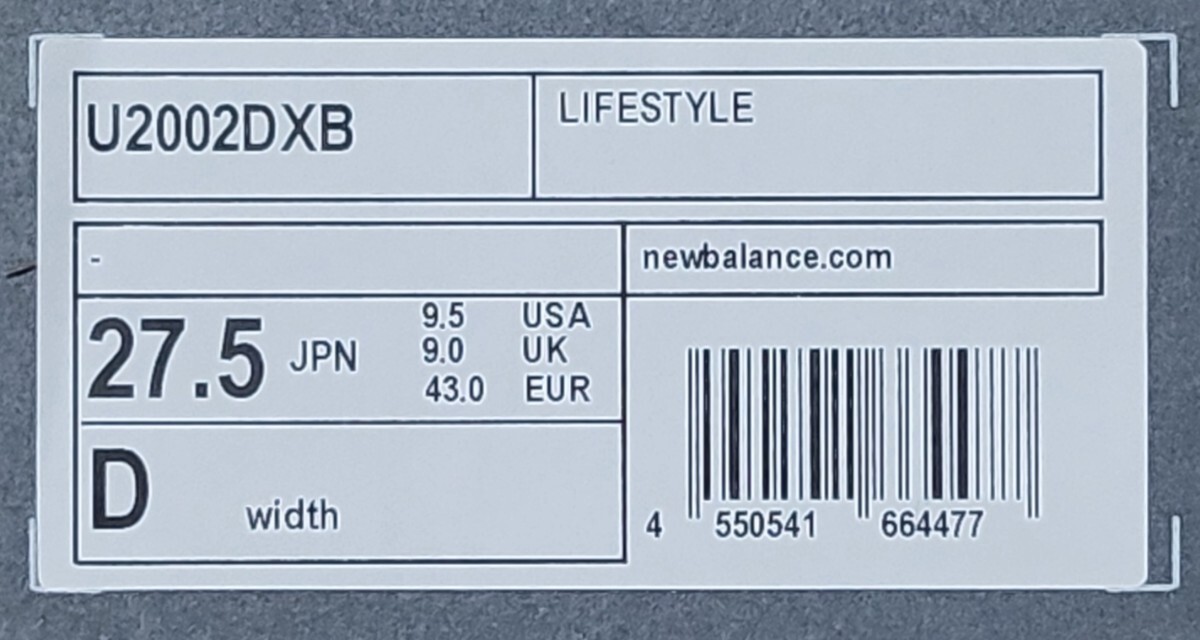 U2002DXB
LIFESTYLE
-
newbalance.com
27.5 JPN
9.5 USA
9.0 UK
43.0 EUR
D width
4 550541 664477